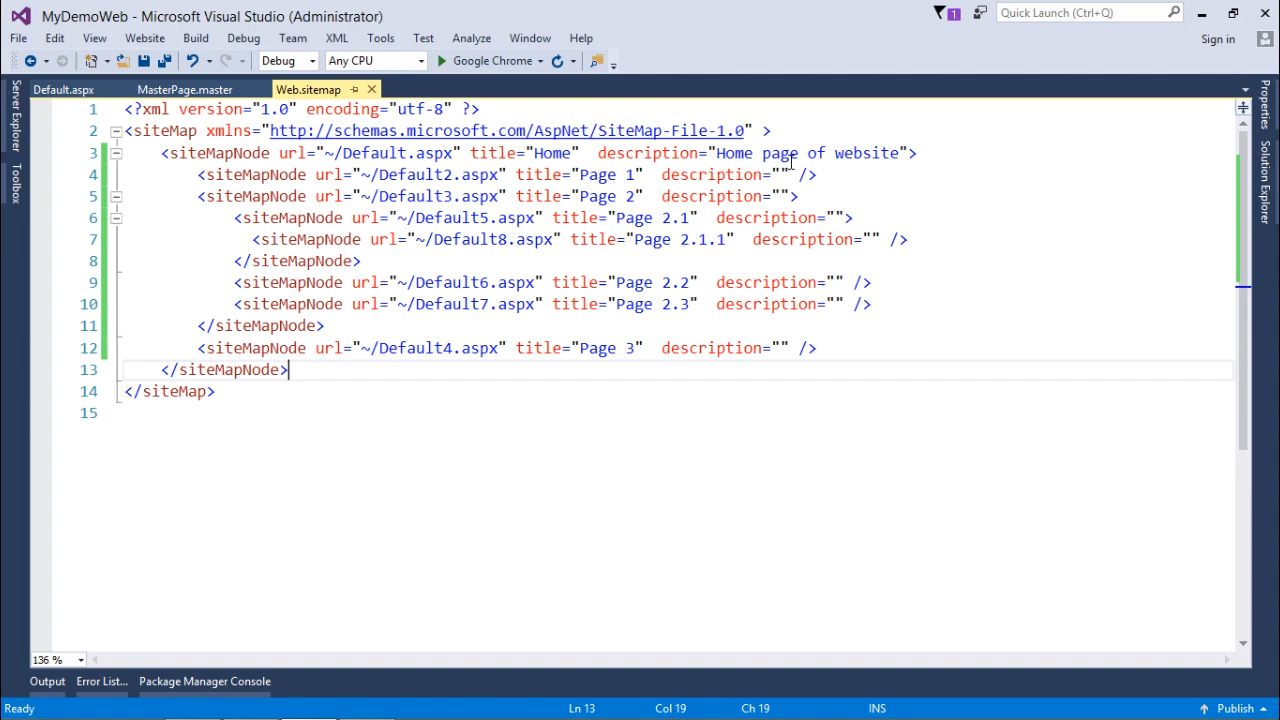 MyDemoWeb - Microsoft Visual Studio (Administrator)
1
Quick Launch (Ctrl+Q)
File Edit View Website Build Debug Team XML Tools Test Analyze Window Help
Sign in
Debug Any CPU Google Chrome
Default.aspx MasterPage.master Web.sitemap
Server Explorer
Toolbox
Properties
Solution Explorer
1 <?xml version="1.0" encoding="utf-8" ?>
2 <siteMap xmlns="http://schemas.microsoft.com/AspNet/SiteMap-File-1.0" >
3 <siteMapNode url="~/Default.aspx" title="Home"  description="Home page of website">
4 <siteMapNode url="~/Default2.aspx" title="Page 1"  description="" />
5 <siteMapNode url="~/Default3.aspx" title="Page 2"  description="">
6 <siteMapNode url="~/Default5.aspx" title="Page 2.1"  description="">
7 <siteMapNode url="~/Default8.aspx" title="Page 2.1.1"  description="" />
8 </siteMapNode>
9 <siteMapNode url="~/Default6.aspx" title="Page 2.2"  description="" />
10 <siteMapNode url="~/Default7.aspx" title="Page 2.3"  description="" />
11 </siteMapNode>
12 <siteMapNode url="~/Default4.aspx" title="Page 3"  description="" />
13 </siteMapNode>
14 </siteMap>
15
136 %
Output Error List... Package Manager Console
Ready Ln 13 Col 19 Ch 19 INS Publish